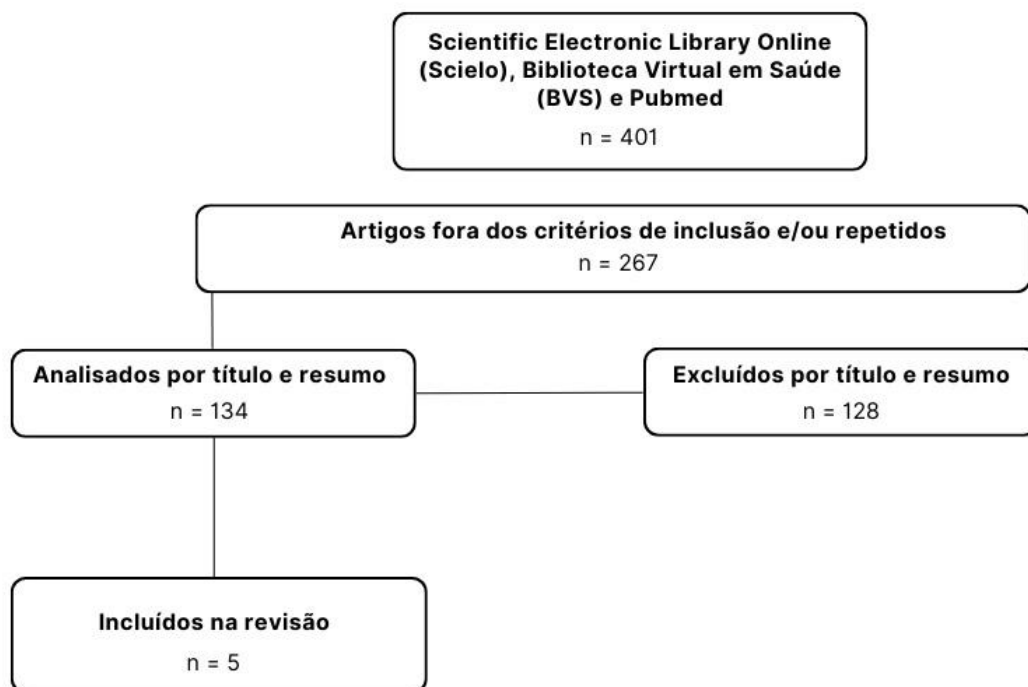 Scientific Electronic Library Online
(Scielo), Biblioteca Virtual em Saúde
(BVS) e Pubmed
n = 401
Artigos fora dos critérios de inclusão e/ou repetidos
n = 267
Analisados por título e resumo
n = 134
Excluídos por título e resumo
n = 128
Incluídos na revisão
n = 5